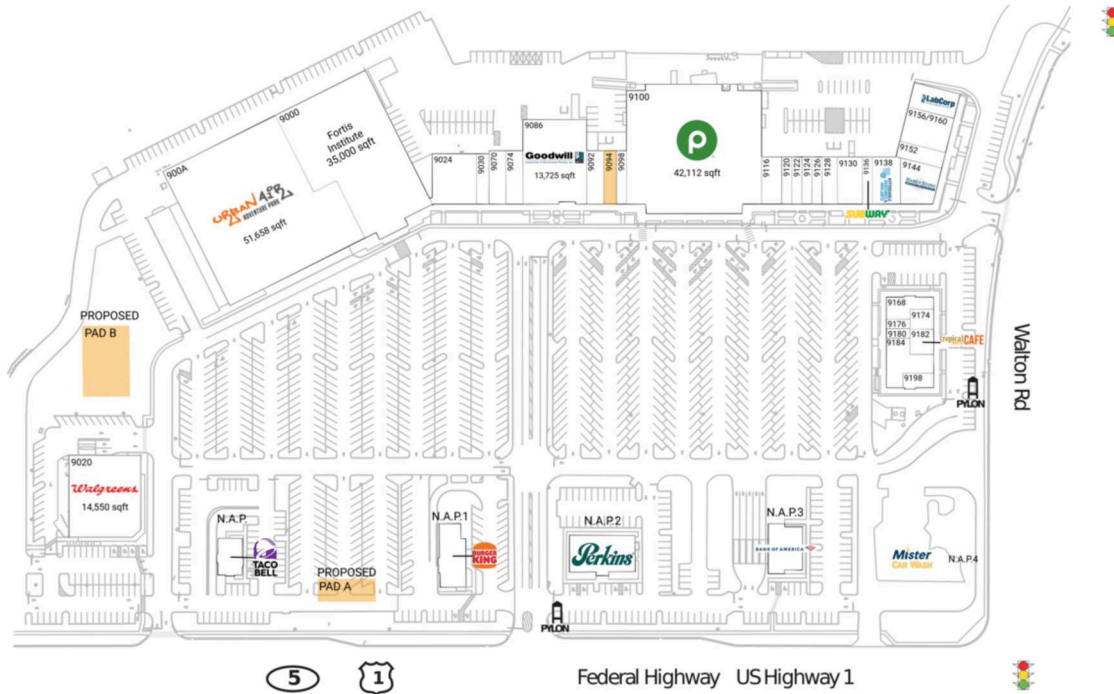 9100
LabCorp
9156/9160
9152
9144
9000
Fortis
Institute
35,000 sqft
900A
URBAN AIR
ADVENTURE PARK
51,658 sqft
9024
9030
9070
9074
9086
Goodwill
13,725 sqft
9092
9094
9098
42,112 sqft
9116
9120
9122
9124
9126
9128
9130
9136
9138
SUBWAY
PROPOSED
PAD B
9168
9174
9176
9180
9182
9184
9198
tropical CAFE
PYLON
Walton Rd
9020
Walgreens
14,550 sqft
N.A.P.
TACO
BELL
PROPOSED
PAD A
N.A.P.1
BURGER
KING
N.A.P.2
Perkins
N.A.P.3
BANK OF AMERICA
Mister
CAR WASH
N.A.P.4
PYLON
5
1
Federal Highway US Highway 1